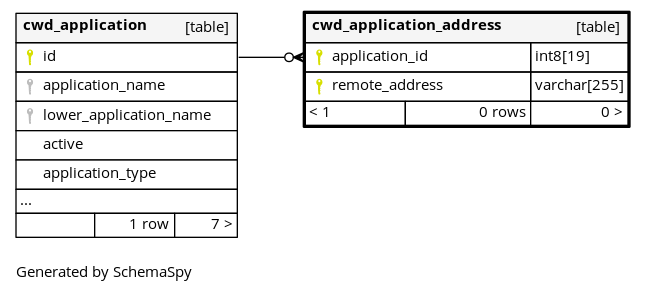 cwd_application [table]
id
application_name
lower_application_name
active
application_type
...
1 row 7 >
cwd_application_address [table]
application_id int8[19]
remote_address varchar[255]
< 1 0 rows 0 >
Generated by SchemaSpy